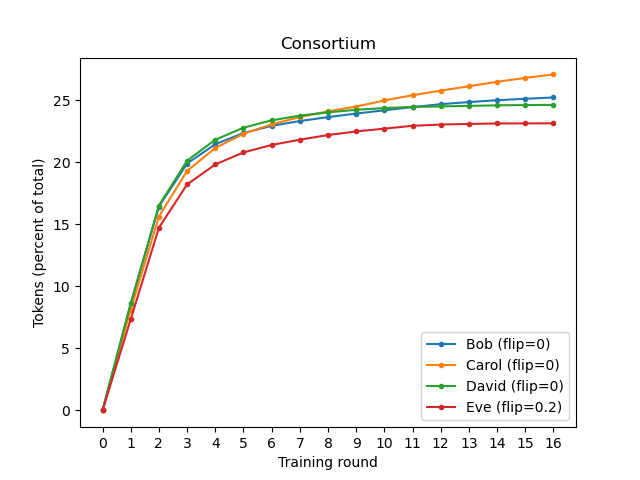 Consortium
Tokens (percent of total)
25
20
15
10
5
0
Bob (flip=0)
Carol (flip=0)
David (flip=0)
Eve (flip=0.2)
0 1 2 3 4 5 6 7 8 9 10 11 12 13 14 15 16
Training round